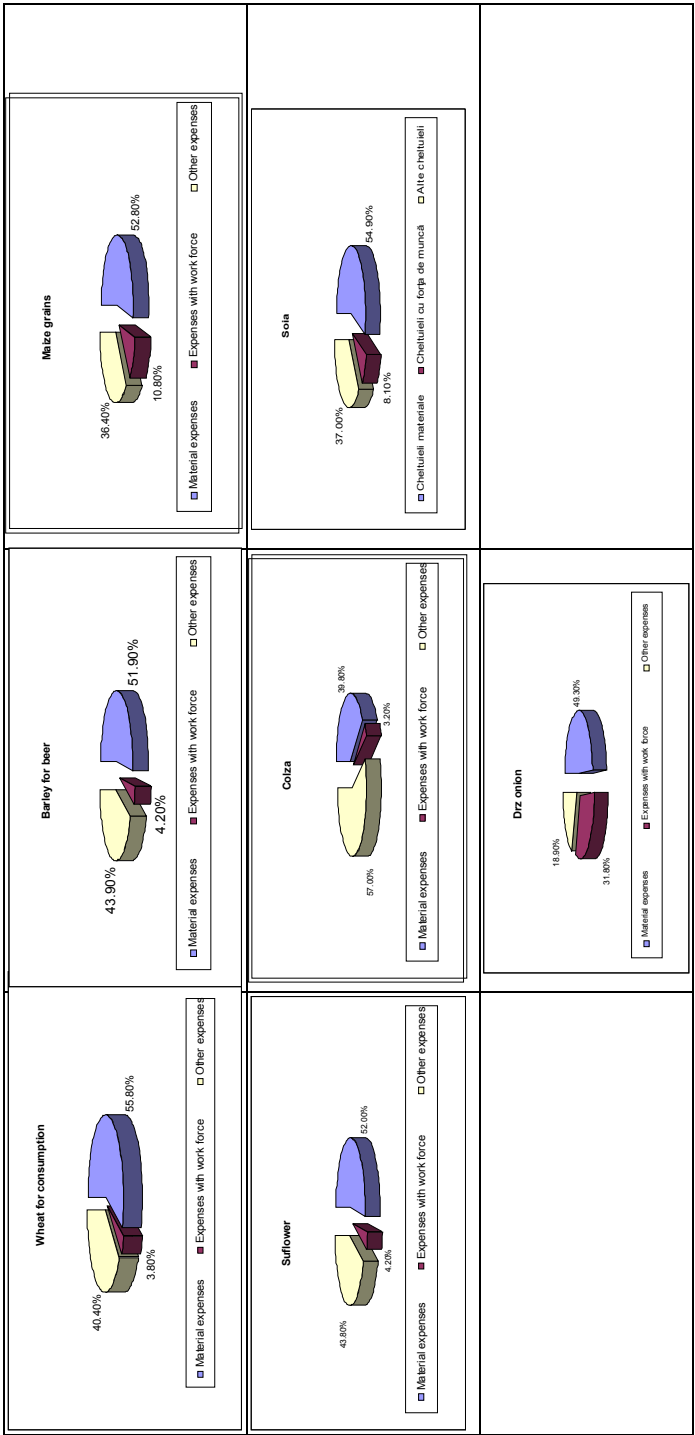 Wheat for consumption
40.40%
55.80%
3.80%
Material expenses Expenses with work force Other expenses
Barley for beer
43.90%
51.90%
4.20%
Material expenses Expenses with work force Other expenses
Maize grains
36.40%
52.80%
10.80%
Material expenses Expenses with work force Other expenses
Suflower
43.80%
52.00%
4.20%
Material expenses Expenses with work force Other expenses
Colza
39.80%
3.20%
57.00%
Material expenses Expenses with work force Other expenses
Soia
37.00%
54.90%
8.10%
Cheltuieli materiale Cheltuieli cu forţa de muncă Alte cheltuieli
Drz onion
18.90%
49.30%
31.80%
Material expenses Expenses with work force Other expenses